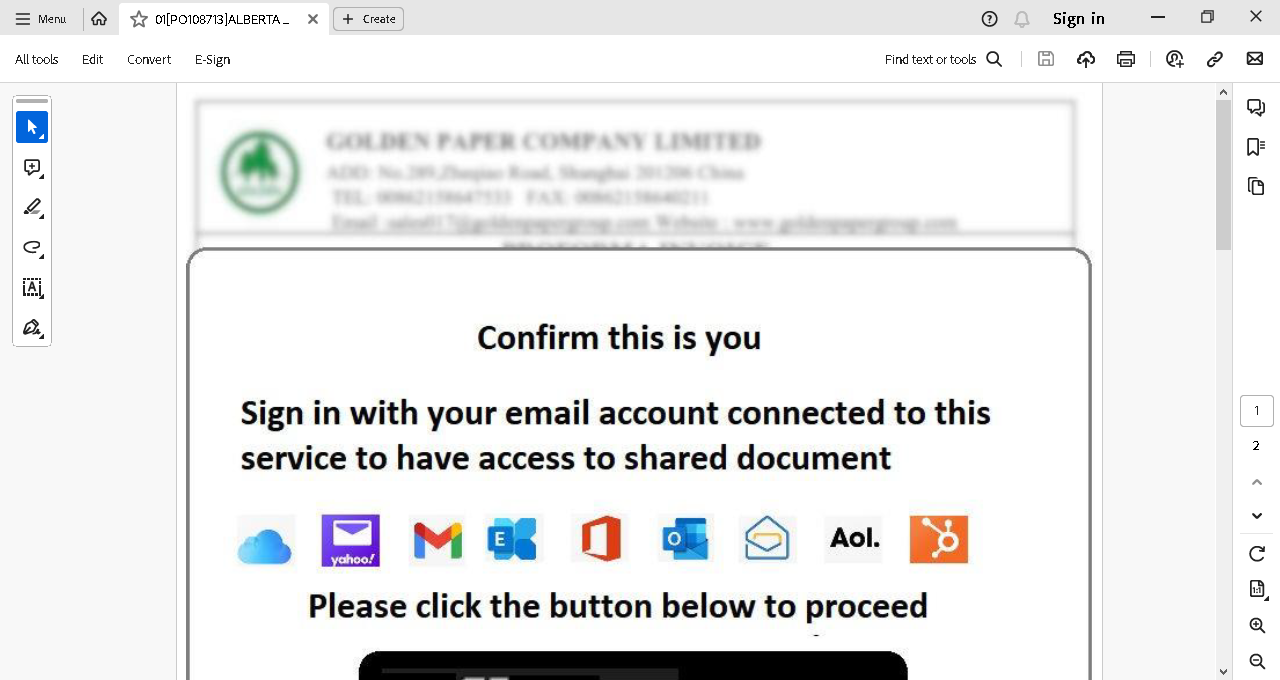 Menu
01[PO108713]ALBERTA _
+ Create
Sign in
All tools
Edit
Convert
E-Sign
Find text or tools
GOLDEN PAPER COMPANY LIMITED
ADD: No.289,Zhuqiao Road, Shanghai 201206 China
TEL: 00862158647533 FAX: 00862158640211
Email :sales017@goldenpapergroup.com Website : www.goldenpapergroup.com
PROFORMA INVOICE
Confirm this is you
Sign in with your email account connected to this
service to have access to shared document
yahoo!
E
O
Aol.
Please click the button below to proceed
1
2